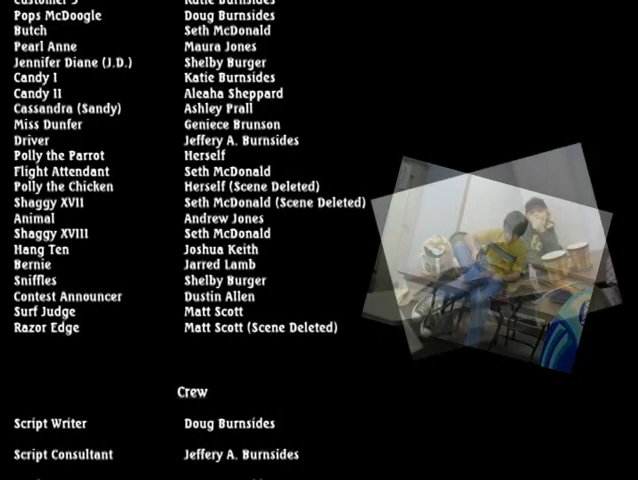 Customer 3 Katie Burnsides
Pops McDoogle Doug Burnsides
Butch Seth McDonald
Pearl Anne Maura Jones
Jennifer Diane (J.D.) Shelby Burger
Candy I Katie Burnsides
Candy II Aleaha Sheppard
Cassandra (Sandy) Ashley Prall
Miss Dunfer Geniece Brunson
Driver Jeffery A. Burnsides
Polly the Parrot Herself
Flight Attendant Seth McDonald
Polly the Chicken Herself (Scene Deleted)
Shaggy XVII Seth McDonald (Scene Deleted)
Animal Andrew Jones
Shaggy XVIII Seth McDonald
Hang Ten Joshua Keith
Bernie Jarred Lamb
Sniffles Shelby Burger
Contest Announcer Dustin Allen
Surf Judge Matt Scott
Razor Edge Matt Scott (Scene Deleted)
Crew
Script Writer Doug Burnsides
Script Consultant Jeffery A. Burnsides